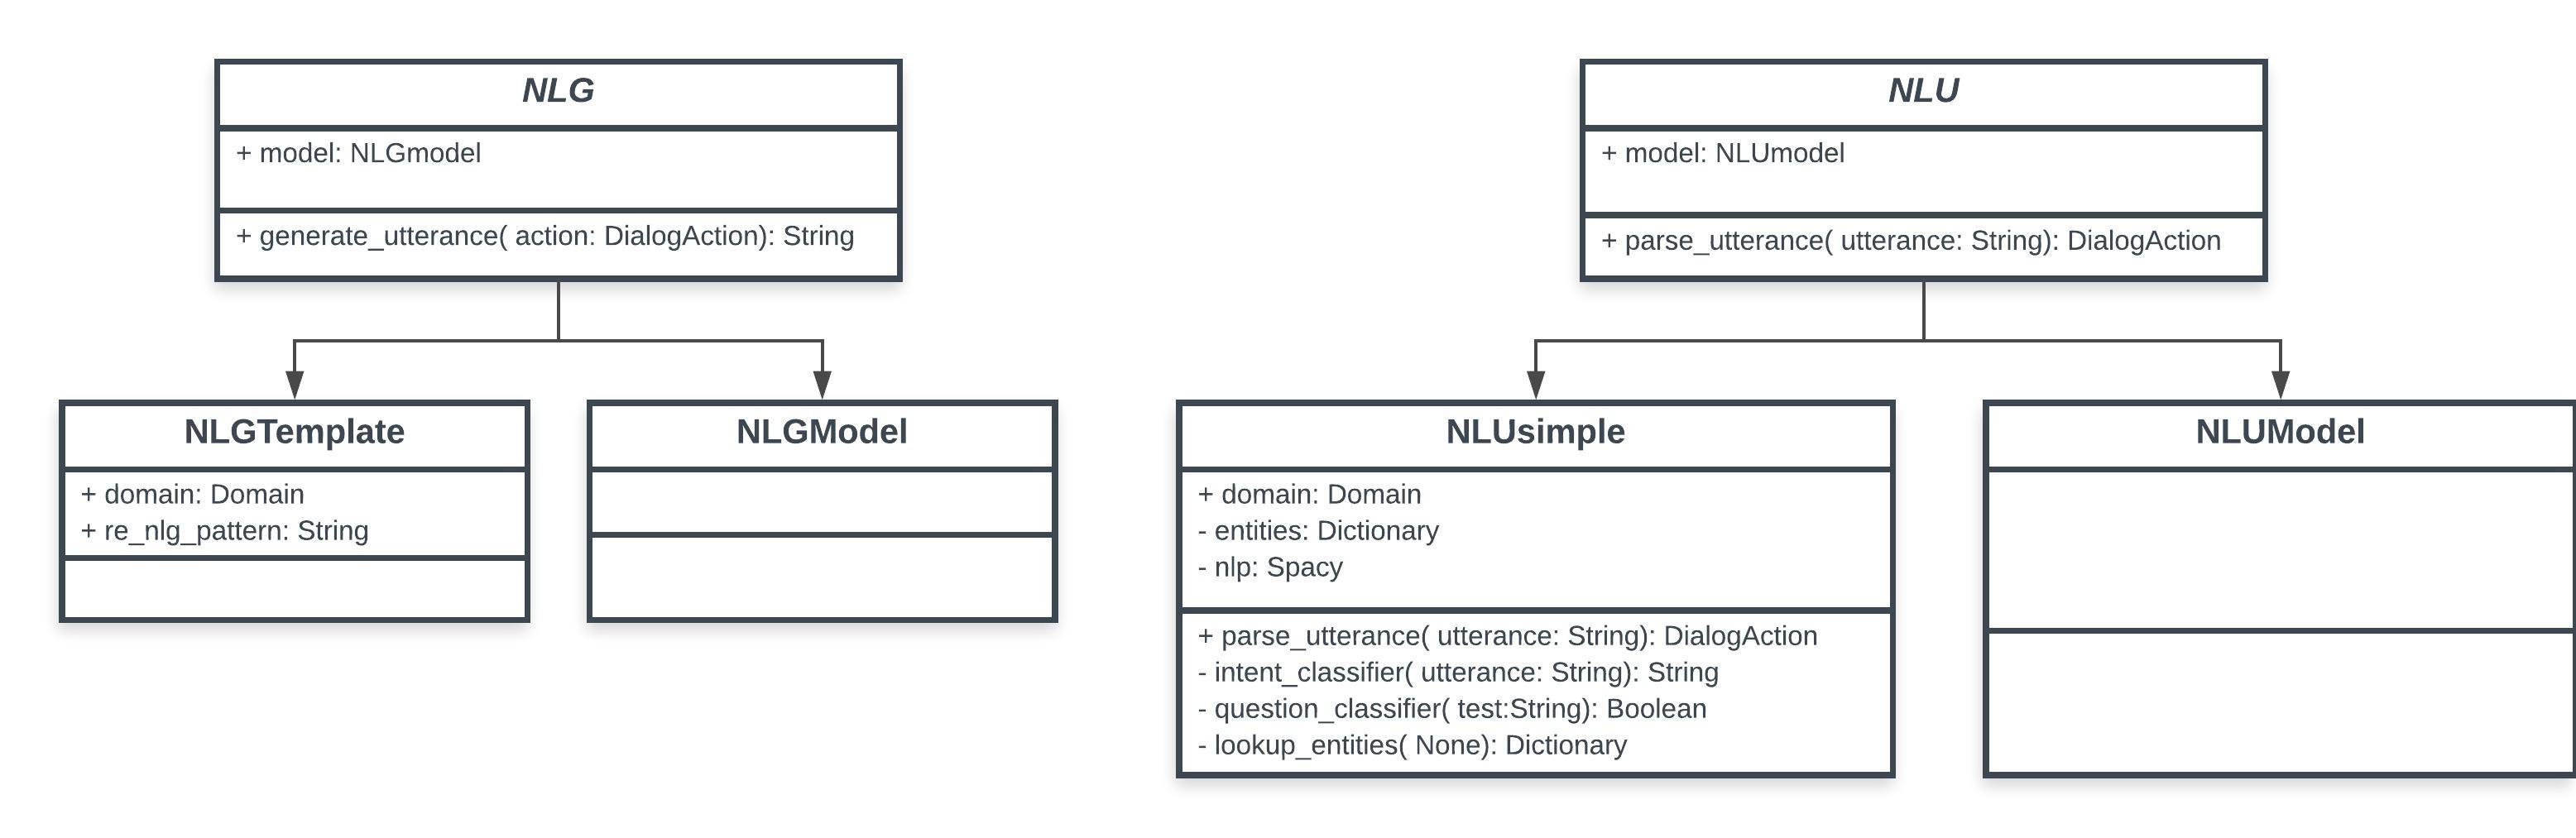 NLG
+ model: NLGmodel
+ generate_utterance( action: DialogAction): String
NLU
+ model: NLUmodel
+ parse_utterance( utterance: String): DialogAction
NLGTemplate
+ domain: Domain
+ re_nlg_pattern: String
NLGModel
NLUsimple
+ domain: Domain
- entities: Dictionary
- nlp: Spacy
+ parse_utterance( utterance: String): DialogAction
- intent_classifier( utterance: String): String
- question_classifier( test:String): Boolean
- lookup_entities( None): Dictionary
NLUModel